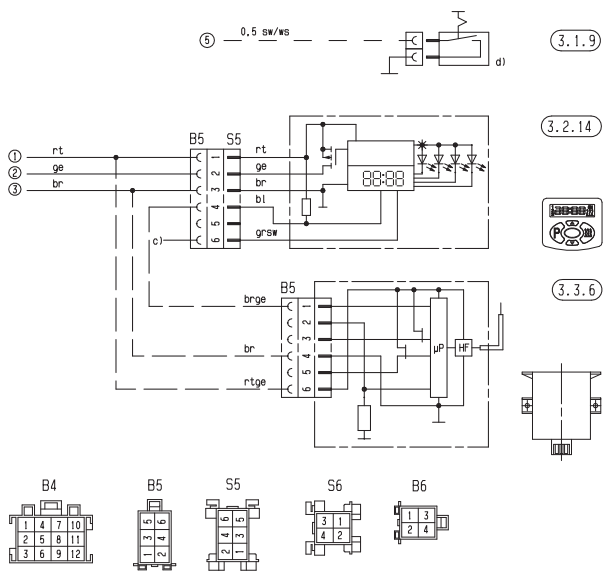 5 0,5 sw/ws
d)
3.1.9
3.2.14
B5 S5
1 rt 1 rt
2 ge 2 ge
3 br 3 br
4 bl
5
c) 6 grsw
88:88
3.3.6
B5
brge 1
2
3
br 4
5
rtge 6
µP HF
B4 B5 S5 S6 B6
1 4 7 10
2 5 8 11
3 6 9 12
5 6
3 4
1 2
6 5
4 3
2 1
3 1
4 2
1 3
2 4